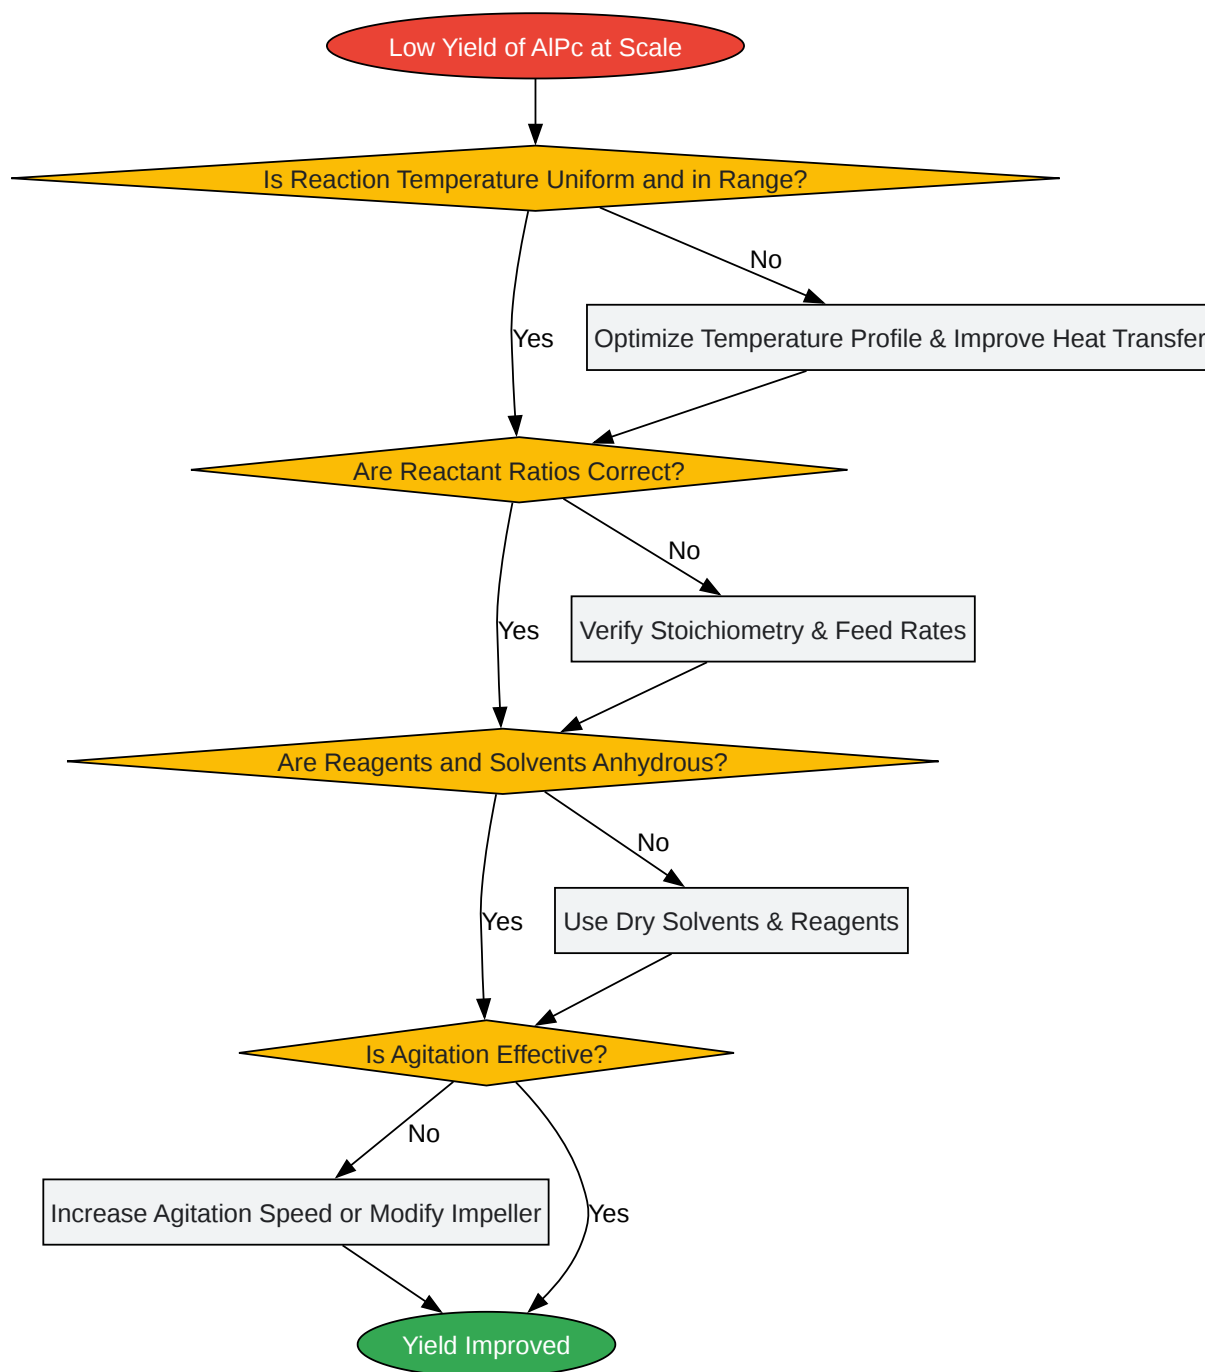 Low Yield of AlPc at Scale
Is Reaction Temperature Uniform and in Range?
No
Yes
Optimize Temperature Profile & Improve Heat Transfer
Are Reactant Ratios Correct?
No
Yes
Verify Stoichiometry & Feed Rates
Are Reagents and Solvents Anhydrous?
No
Yes
Use Dry Solvents & Reagents
Is Agitation Effective?
No
Increase Agitation Speed or Modify Impeller
Yes
Yield Improved